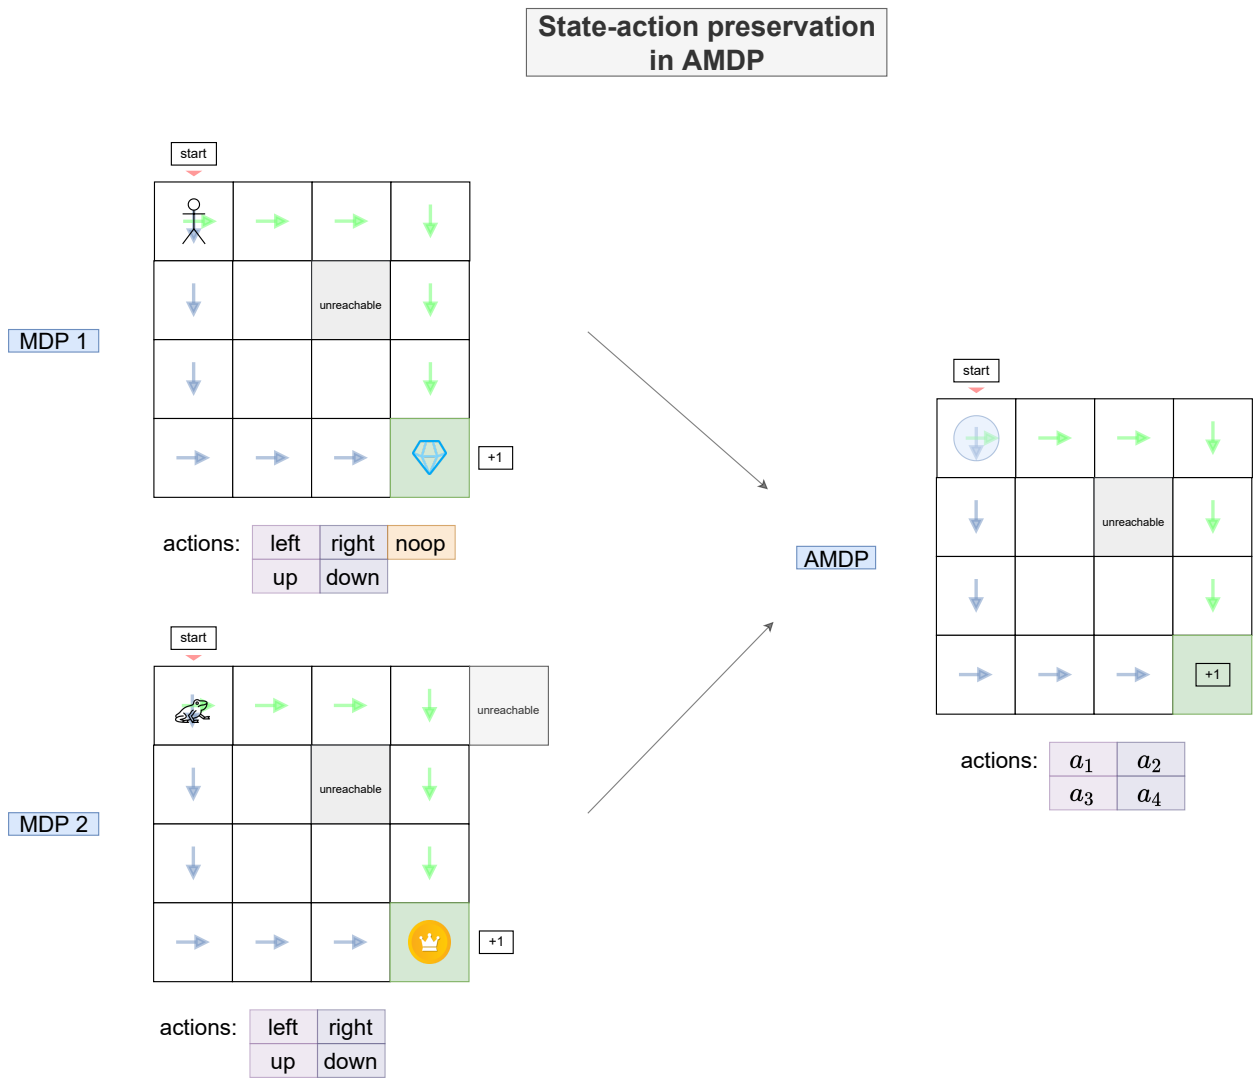 State-action preservation
in AMDP
start
unreachable
MDP 1
+1
actions: left right noop
up down
start
unreachable
unreachable
MDP 2
+1
actions: left right
up down
start
unreachable
AMDP
+1
actions: a₁ a₂
a₃ a₄